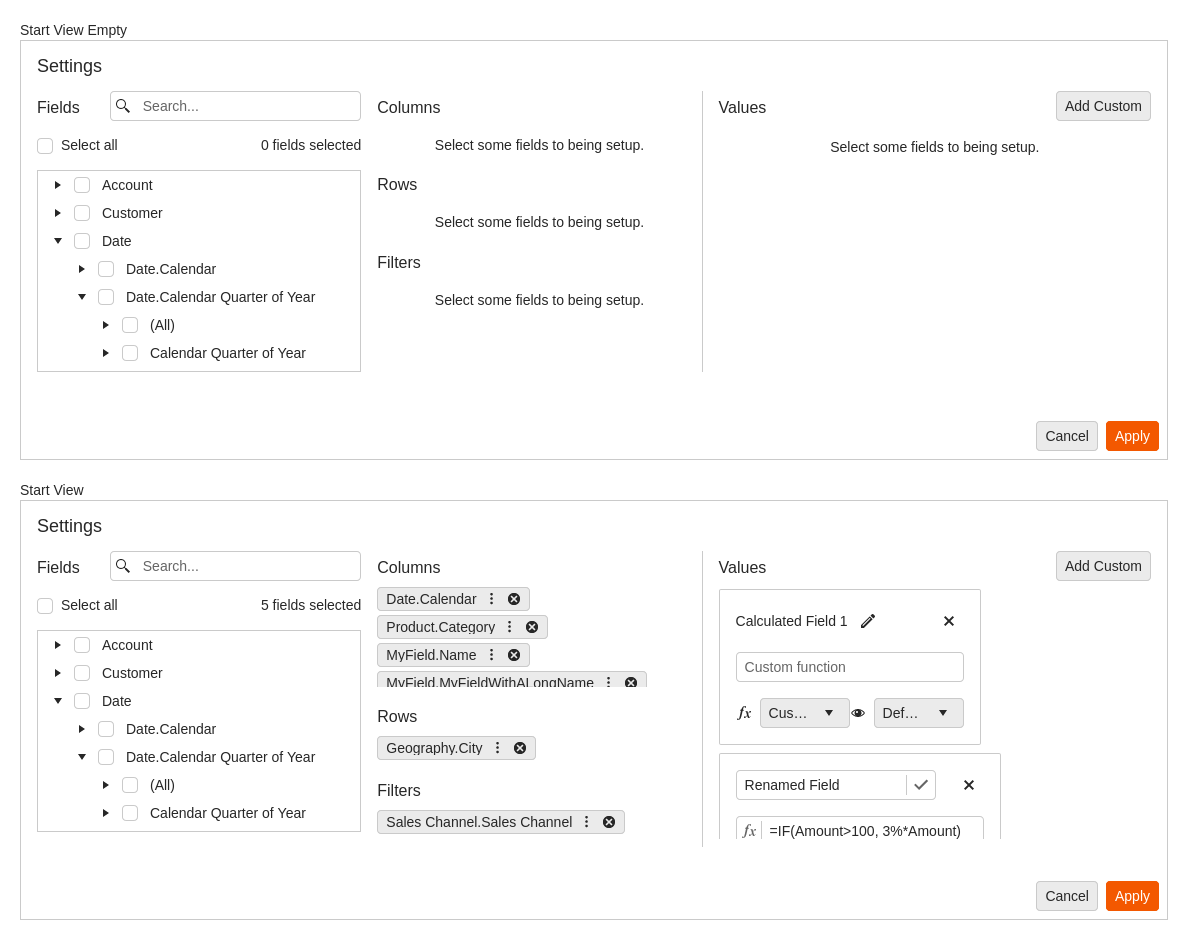 Start View Empty
Settings
Fields
Search...
Select all
0 fields selected
Account
Customer
Date
Date.Calendar
Date.Calendar Quarter of Year
(All)
Calendar Quarter of Year
Columns
Select some fields to being setup.
Rows
Select some fields to being setup.
Filters
Select some fields to being setup.
Values
Add Custom
Select some fields to being setup.
Cancel
Apply
Start View
Settings
Fields
Search...
Select all
5 fields selected
Account
Customer
Date
Date.Calendar
Date.Calendar Quarter of Year
(All)
Calendar Quarter of Year
Columns
Date.Calendar
Product.Category
MyField.Name
MyField.MyFieldWithALongName
Rows
Geography.City
Filters
Sales Channel.Sales Channel
Values
Add Custom
Calculated Field 1
Custom function
fx Cus... Def...
Renamed Field
fx =IF(Amount>100, 3%*Amount)
Cancel
Apply